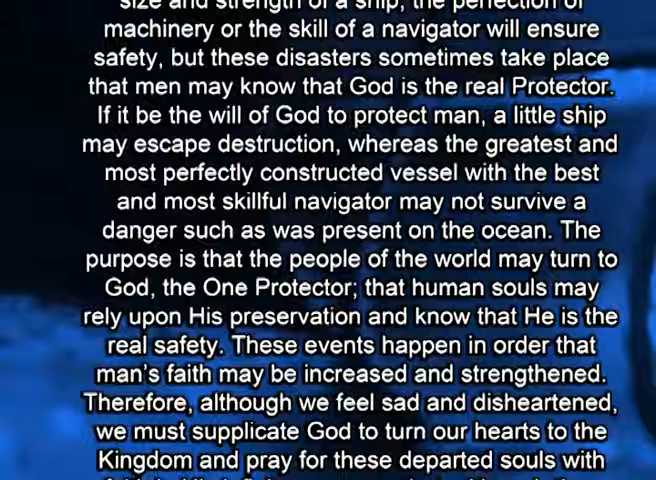 size and strength of a ship, the perfection of
machinery or the skill of a navigator will ensure
safety, but these disasters sometimes take place
that men may know that God is the real Protector.
If it be the will of God to protect man, a little ship
may escape destruction, whereas the greatest and
most perfectly constructed vessel with the best
and most skillful navigator may not survive a
danger such as was present on the ocean. The
purpose is that the people of the world may turn to
God, the One Protector; that human souls may
rely upon His preservation and know that He is the
real safety. These events happen in order that
man's faith may be increased and strengthened.
Therefore, although we feel sad and disheartened,
we must supplicate God to turn our hearts to the
Kingdom and pray for these departed souls with